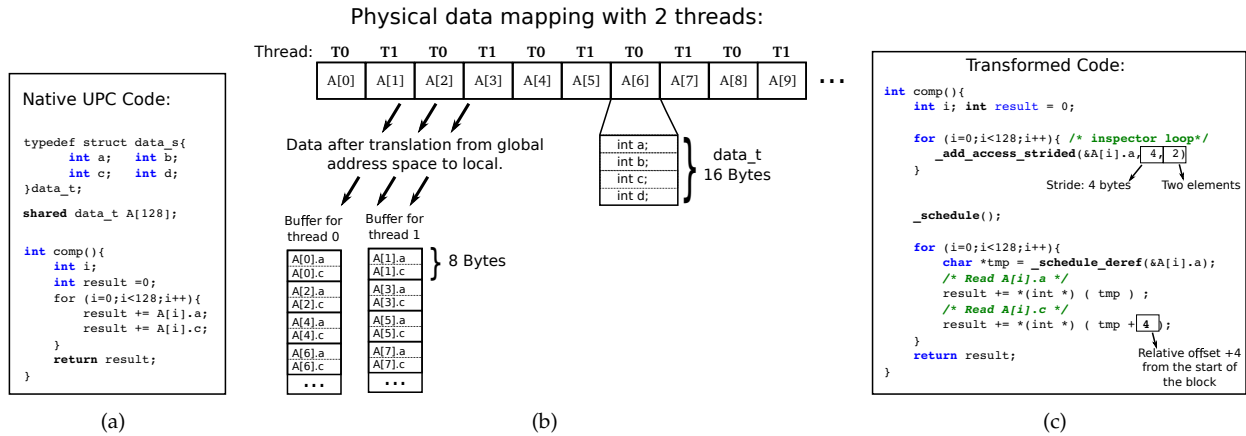 Native UPC Code:
typedef struct data_s{
int a;   int b;
int c;   int d;
}data_t;
shared data_t A[128];
int comp(){
int i;
int result =0;
for (i=0;i<128;i++){
result += A[i].a;
result += A[i].c;
}
return result;
}
(a)
Physical data mapping with 2 threads:
Thread: T0 T1 T0 T1 T0 T1 T0 T1 T0 T1
A[0] A[1] A[2] A[3] A[4] A[5] A[6] A[7] A[8] A[9] ...
Data after translation from global
address space to local.
int a;
int b;
int c;
int d;
data_t
16 Bytes
Buffer for
thread 0
A[0].a
A[0].c
A[2].a
A[2].c
A[4].a
A[4].c
A[6].a
A[6].c
...
Buffer for
thread 1
A[1].a
A[1].c
A[3].a
A[3].c
A[5].a
A[5].c
A[7].a
A[7].c
...
8 Bytes
(b)
Transformed Code:
int comp(){
int i; int result = 0;
for (i=0;i<128;i++){ /* inspector loop*/
_add_access_strided(&A[i].a, 4, 2)
}
Stride: 4 bytes
Two elements
_schedule();
for (i=0;i<128;i++){
char *tmp = _schedule_deref(&A[i].a);
/* Read A[i].a */
result += *(int *) ( tmp ) ;
/* Read A[i].c */
result += *(int *) ( tmp + 4 );
}
return result;
}
Relative offset +4
from the start of
the block
(c)